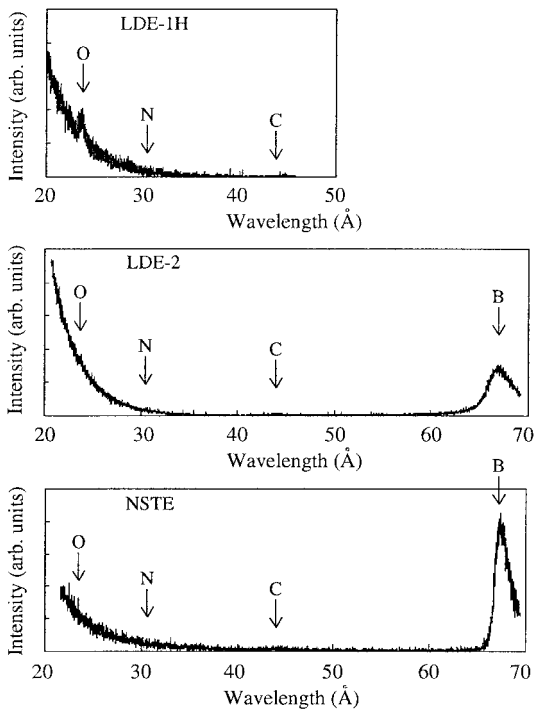 LDE-1H
Intensity (arb. units)
O
N
C
20 30 40 50
Wavelength (Å)
LDE-2
Intensity (arb. units)
O
N
C
B
20 30 40 50 60 70
Wavelength (Å)
NSTE
Intensity (arb. units)
O
N
C
B
20 30 40 50 60 70
Wavelength (Å)